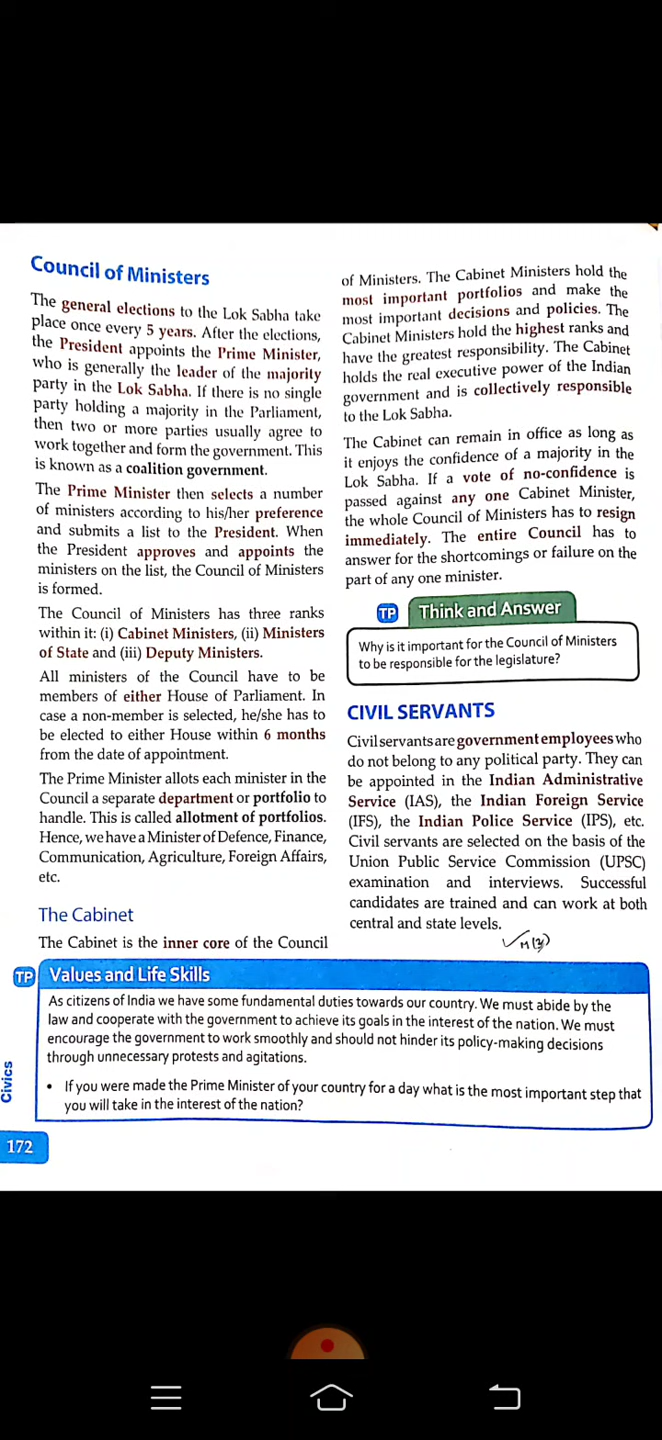 Council of Ministers
The general elections to the Lok Sabha take
place once every 5 years. After the elections,
the President appoints the Prime Minister,
who is generally the leader of the majority
party in the Lok Sabha. If there is no single
party holding a majority in the Parliament,
then two or more parties usually agree to
work together and form the government. This
is known as a coalition government.
The Prime Minister then selects a number
of ministers according to his/her preference
and submits a list to the President. When
the President approves and appoints the
ministers on the list, the Council of Ministers
is formed.
The Council of Ministers has three ranks
within it: (i) Cabinet Ministers, (ii) Ministers
of State and (iii) Deputy Ministers.
All ministers of the Council have to be
members of either House of Parliament. In
case a non-member is selected, he/she has to
be elected to either House within 6 months
from the date of appointment.
The Prime Minister allots each minister in the
Council a separate department or portfolio to
handle. This is called allotment of portfolios.
Hence, we have a Minister of Defence, Finance,
Communication, Agriculture, Foreign Affairs,
etc.
The Cabinet
The Cabinet is the inner core of the Council
of Ministers. The Cabinet Ministers hold the
most important portfolios and make the
most important decisions and policies. The
Cabinet Ministers hold the highest ranks and
have the greatest responsibility. The Cabinet
holds the real executive power of the Indian
government and is collectively responsible
to the Lok Sabha.
The Cabinet can remain in office as long as
it enjoys the confidence of a majority in the
Lok Sabha. If a vote of no-confidence is
passed against any one Cabinet Minister,
the whole Council of Ministers has to resign
immediately. The entire Council has to
answer for the shortcomings or failure on the
part of any one minister.
TP Think and Answer
Why is it important for the Council of Ministers
to be responsible for the legislature?
CIVIL SERVANTS
Civil servants are government employees who
do not belong to any political party. They can
be appointed in the Indian Administrative
Service (IAS), the Indian Foreign Service
(IFS), the Indian Police Service (IPS), etc.
Civil servants are selected on the basis of the
Union Public Service Commission (UPSC)
examination and interviews. Successful
candidates are trained and can work at both
central and state levels.
TP Values and Life Skills
As citizens of India we have some fundamental duties towards our country. We must abide by the
law and cooperate with the government to achieve its goals in the interest of the nation. We must
encourage the government to work smoothly and should not hinder its policy-making decisions
through unnecessary protests and agitations.
• If you were made the Prime Minister of your country for a day what is the most important step that
you will take in the interest of the nation?
Civics
172